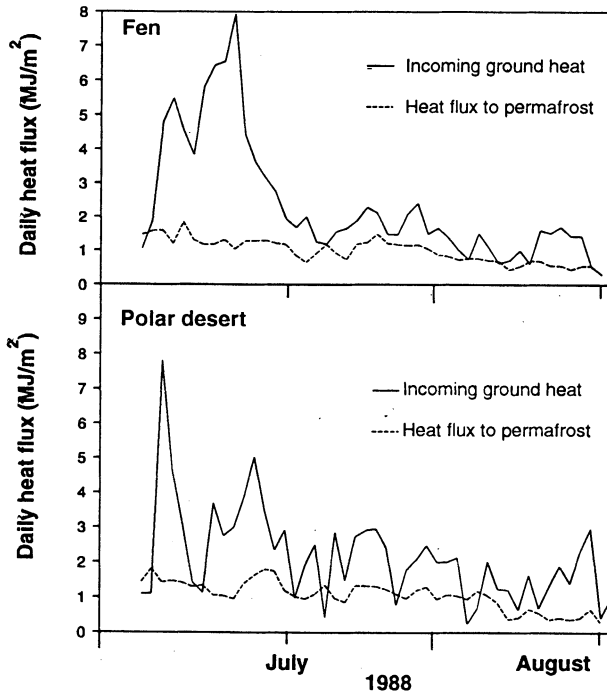 Fen
Daily heat flux (MJ/m²)
8
7
6
5
4
3
2
1
0
Incoming ground heat
Heat flux to permafrost
Polar desert
Daily heat flux (MJ/m²)
9
8
7
6
5
4
3
2
1
0
Incoming ground heat
Heat flux to permafrost
July
August
1988